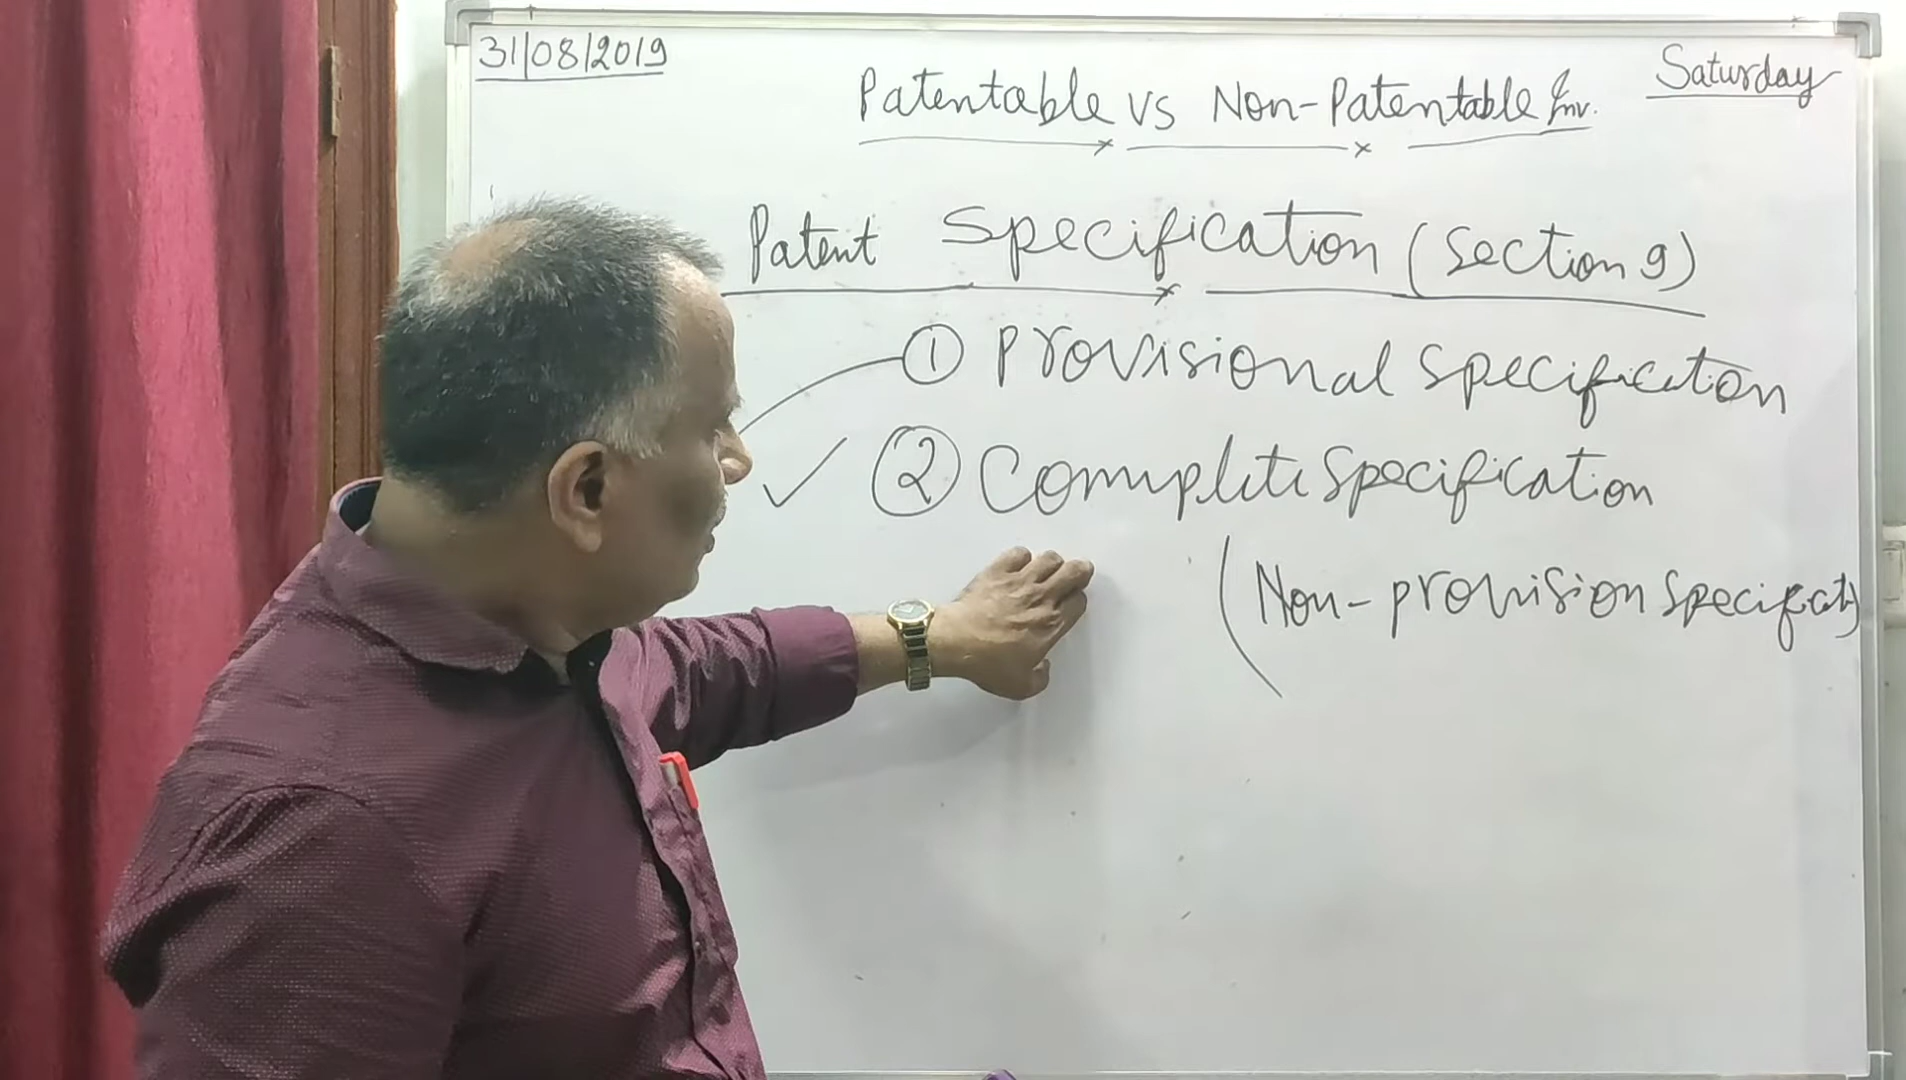 31/08/2019
Saturday
Patentable vs Non-Patentable Inv.
Patent Specification (Section 9)
① Provisional Specification
② Complete Specification
(Non-provision Specificat)